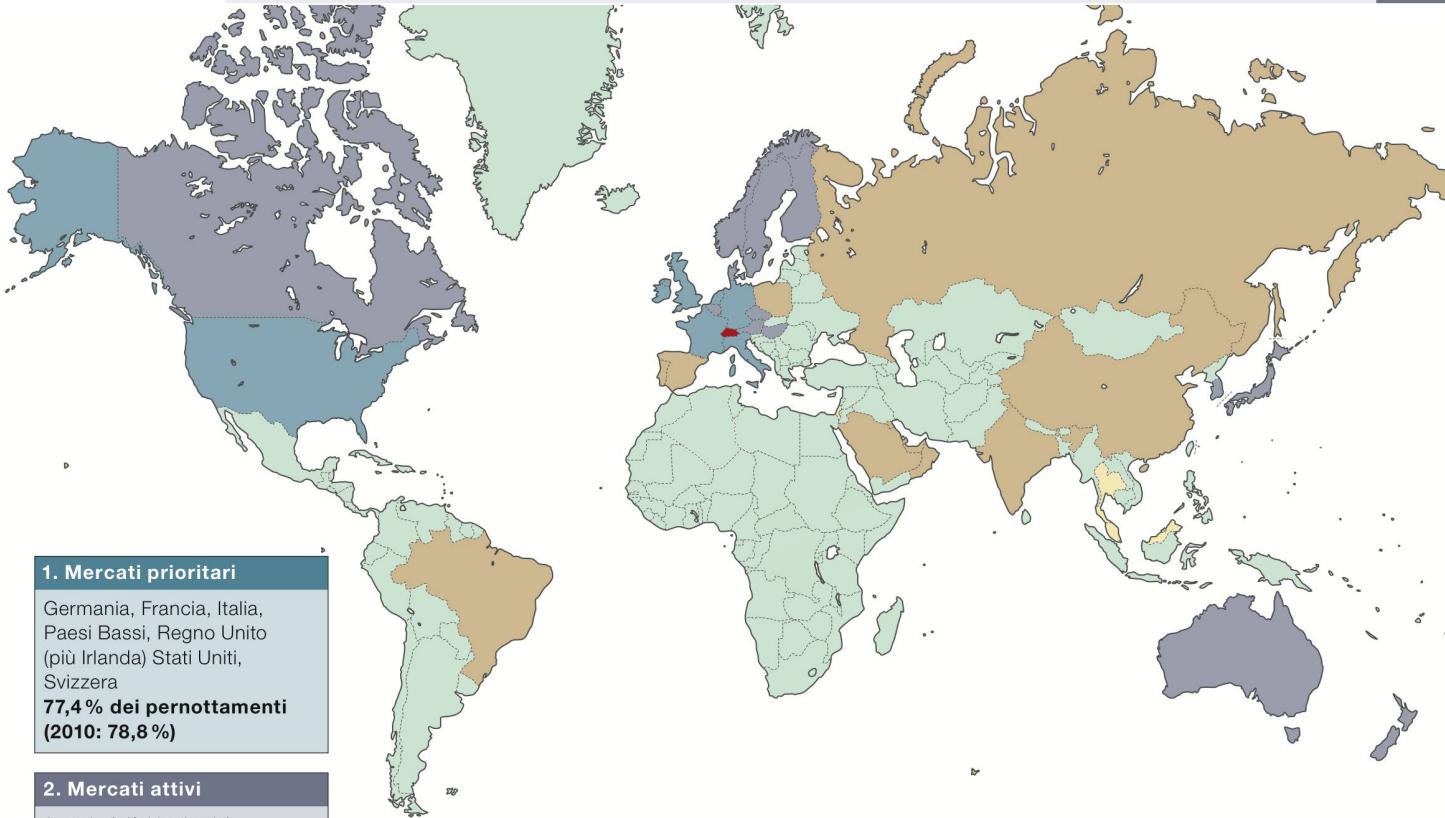 1. Mercati prioritari
Germania, Francia, Italia,
Paesi Bassi, Regno Unito
(più Irlanda) Stati Uniti,
Svizzera
77,4 % dei pernottamenti
(2010: 78,8 %)
2. Mercati attivi